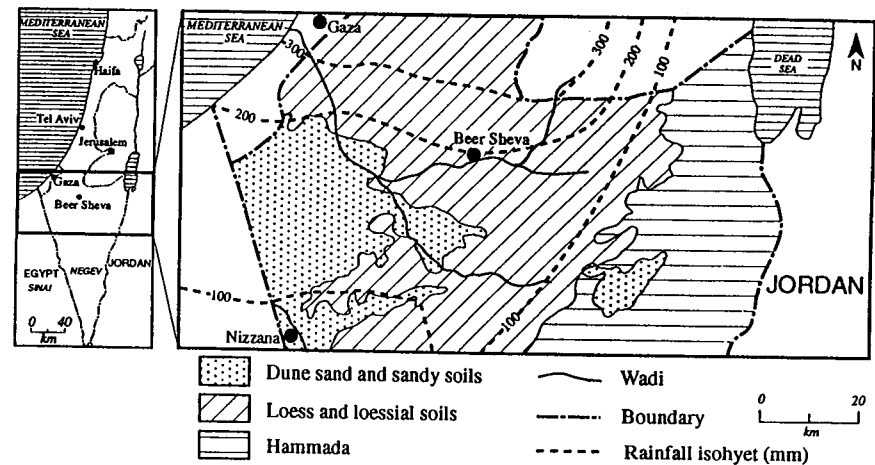 MEDITERRANEAN
SEA
Haifa
Tel Aviv
Jerusalem
Gaza
Beer Sheva
EGYPT
SINAI
NEGEV
JORDAN
0 40
km
MEDITERRANEAN
SEA
Gaza
300
200
Beer Sheva
300
200
100
DEAD
SEA
N
100
Nizzana
100
JORDAN
Dune sand and sandy soils
Loess and loessial soils
Hammada
Wadi
Boundary
Rainfall isohyet (mm)
0 20
km